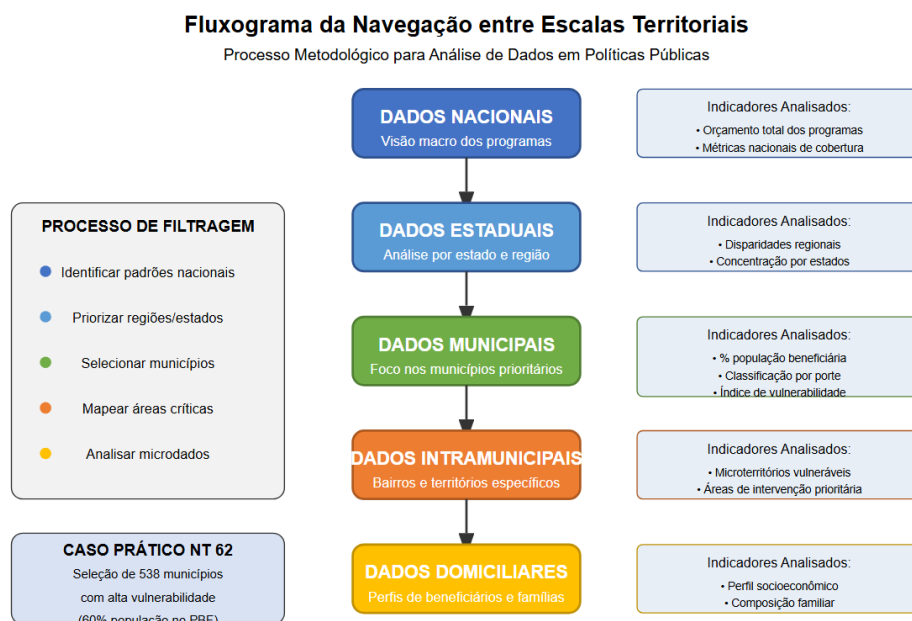 Fluxograma da Navegação entre Escalas Territoriais
Processo Metodológico para Análise de Dados em Políticas Públicas
DADOS NACIONAIS
Visão macro dos programas
Indicadores Analisados:
• Orçamento total dos programas
• Métricas nacionais de cobertura
PROCESSO DE FILTRAGEM
Identificar padrões nacionais
Priorizar regiões/estados
Selecionar municípios
Mapear áreas críticas
Analisar microdados
DADOS ESTADUAIS
Análise por estado e região
Indicadores Analisados:
• Disparidades regionais
• Concentração por estados
DADOS MUNICIPAIS
Foco nos municípios prioritários
Indicadores Analisados:
• % população beneficiária
• Classificação por porte
• Índice de vulnerabilidade
DADOS INTRAMUNICIPAIS
Bairros e territórios específicos
Indicadores Analisados:
• Microterritórios vulneráveis
• Áreas de intervenção prioritária
CASO PRÁTICO NT 62
Seleção de 538 municípios
com alta vulnerabilidade
(60% população no PBF)
DADOS DOMICILIARES
Perfis de beneficiários e famílias
Indicadores Analisados:
• Perfil socioeconômico
• Composição familiar